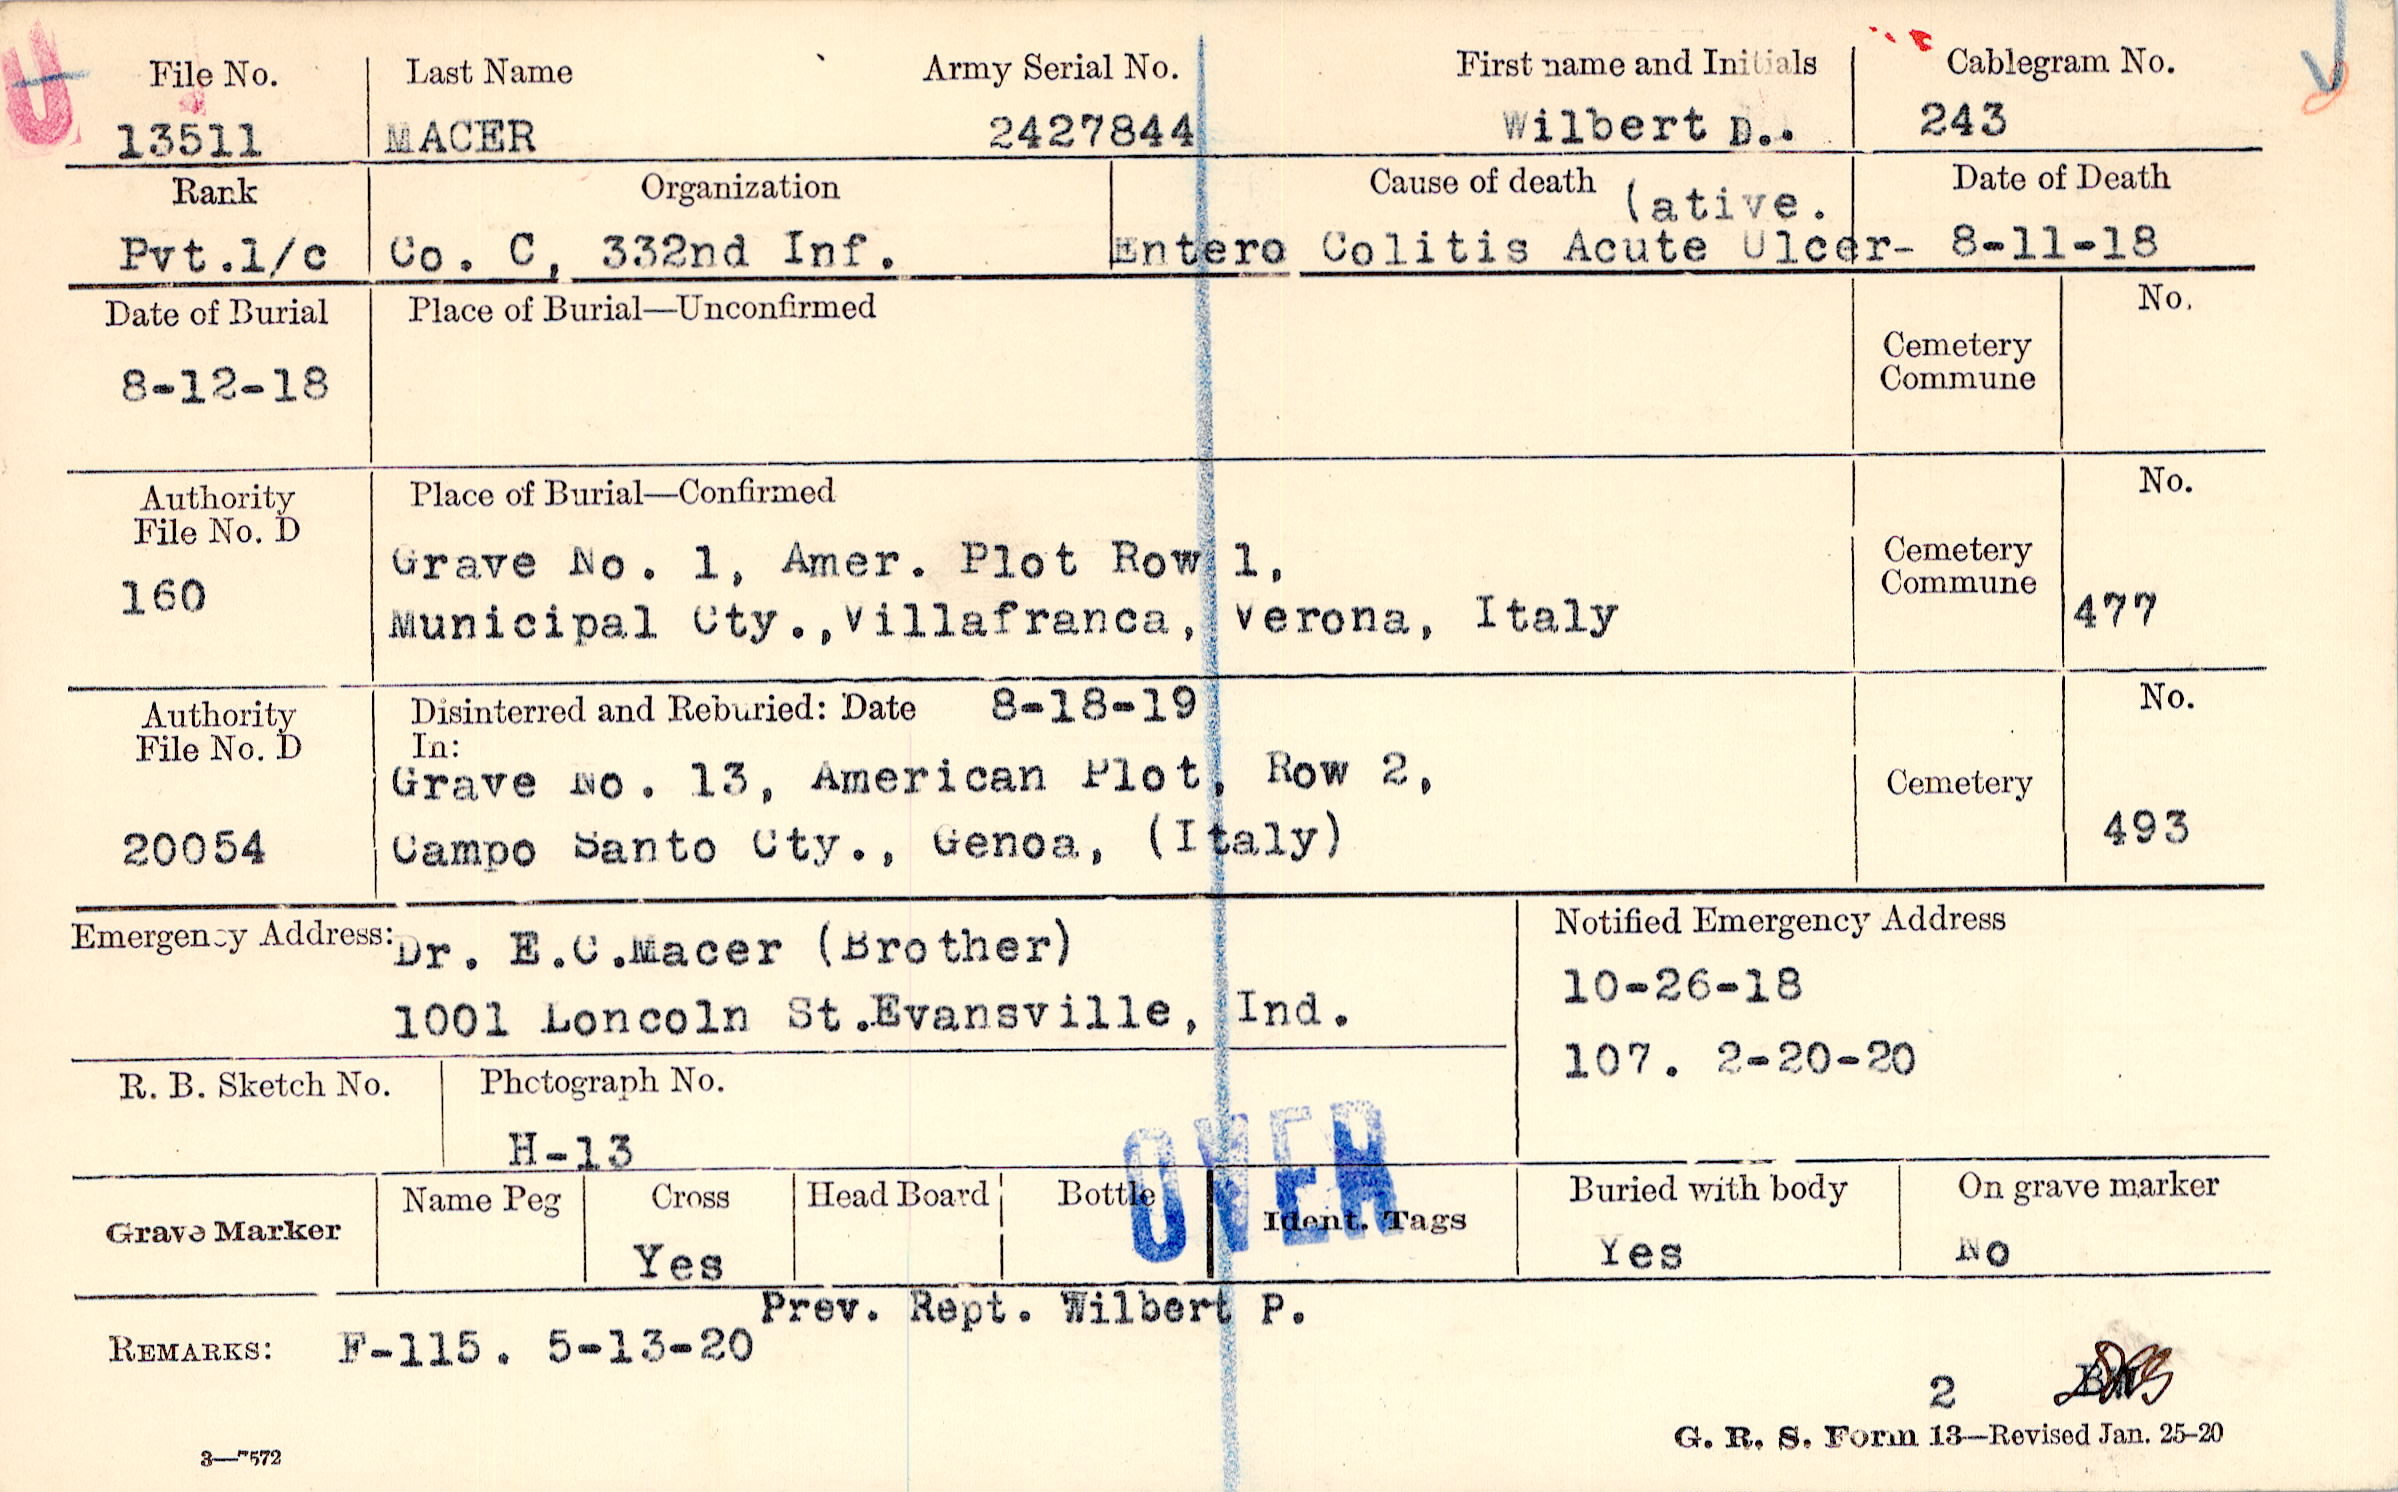 U
File No. Last Name Army Serial No. First name and Initials Cablegram No.
13511 MACER 2427844 Wilbert D.. 243
Rank Organization Cause of death Date of Death
(ative.
Pvt.1/c Co. C, 332nd Inf. Entero Colitis Acute Ulcer- 8-11-18
Date of Burial Place of Burial—Unconfirmed No.
Cemetery
Commune
8-12-18
Authority Place of Burial—Confirmed No.
File No. D
Cemetery
Commune
160 Grave No. 1, Amer. Plot Row 1,
Municipal Cty.,Villafranca, Verona, Italy 477
Authority Disinterred and Reburied: Date 8-18-19 No.
File No. D In:
Grave No. 13, American Plot, Row 2, Cemetery
20054 Campo Santo Cty., Genoa, (Italy) 493
Emergency Address: Dr. E.C.Macer (Brother) Notified Emergency Address
1001 Loncoln St.Evansville, Ind. 10-26-18
107. 2-20-20
R. B. Sketch No. Photograph No.
H-13
OVER
Grave Marker Name Peg Cross Head Board Bottle Ident. Tags Buried with body On grave marker
Yes Yes No
Prev. Rept. Wilbert P.
REMARKS: F-115. 5-13-20
2
G. R. S. Form 13—Revised Jan. 25-20
3—7572